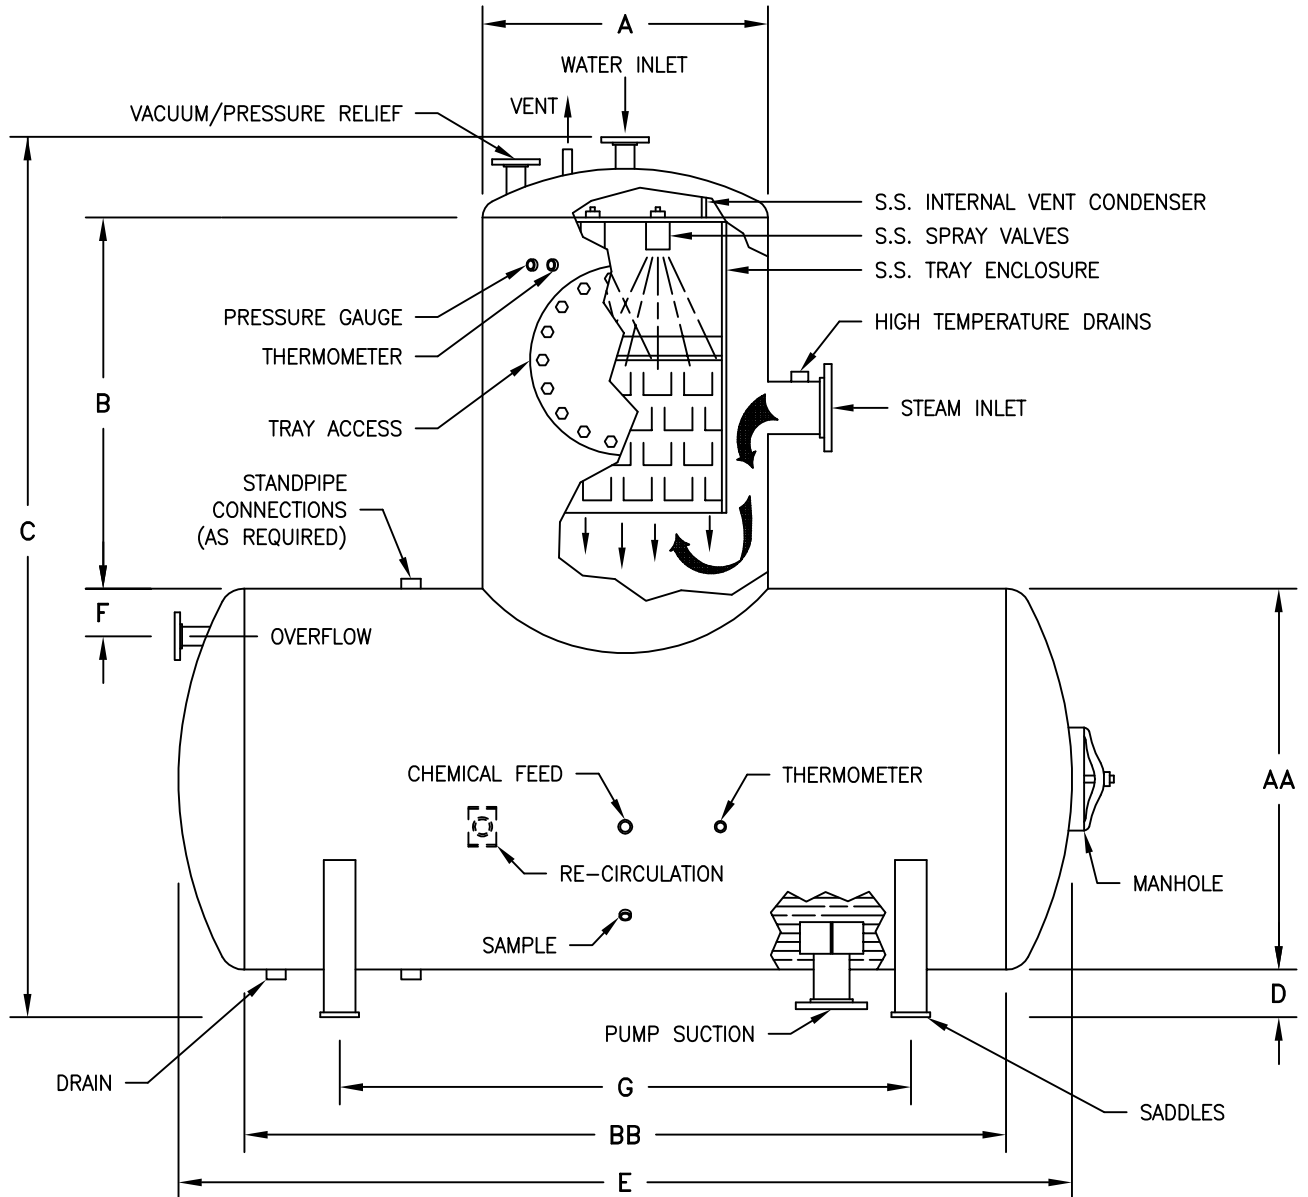 A
WATER INLET
VENT
VACUUM/PRESSURE RELIEF
S.S. INTERNAL VENT CONDENSER
S.S. SPRAY VALVES
S.S. TRAY ENCLOSURE
PRESSURE GAUGE
HIGH TEMPERATURE DRAINS
THERMOMETER
B
STEAM INLET
TRAY ACCESS
STANDPIPE
CONNECTIONS
(AS REQUIRED)
C
F
OVERFLOW
CHEMICAL FEED
THERMOMETER
AA
RE-CIRCULATION
MANHOLE
SAMPLE
D
PUMP SUCTION
DRAIN
G
SADDLES
BB
E